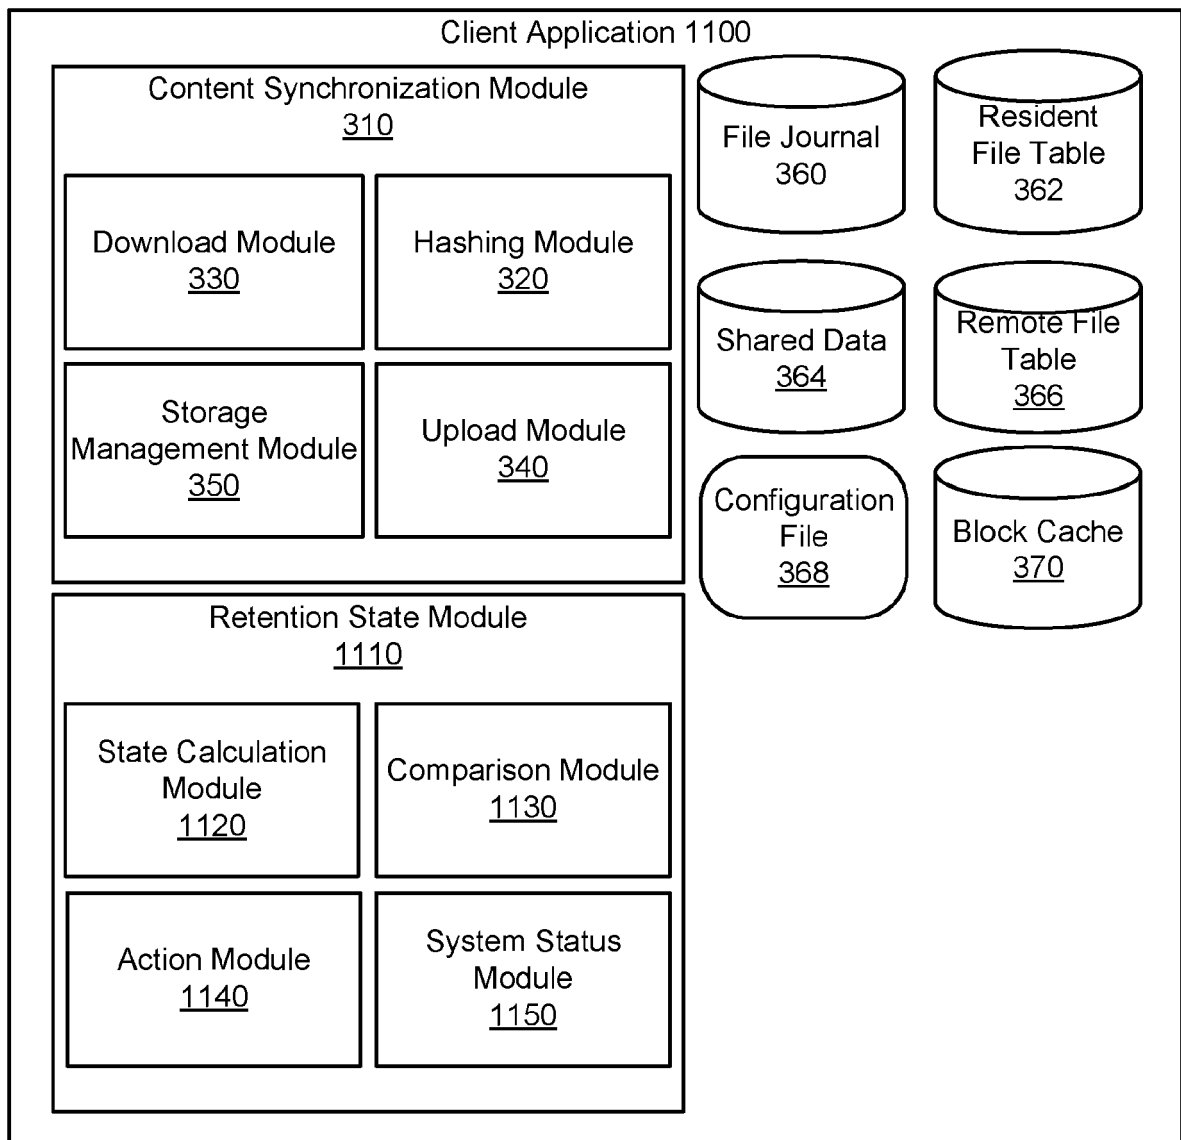 Client Application 1100
Content Synchronization Module
310
Download Module
330
Hashing Module
320
Storage
Management Module
350
Upload Module
340
File Journal
360
Resident
File Table
362
Shared Data
364
Remote File
Table
366
Configuration
File
368
Block Cache
370
Retention State Module
1110
State Calculation
Module
1120
Comparison Module
1130
Action Module
1140
System Status
Module
1150